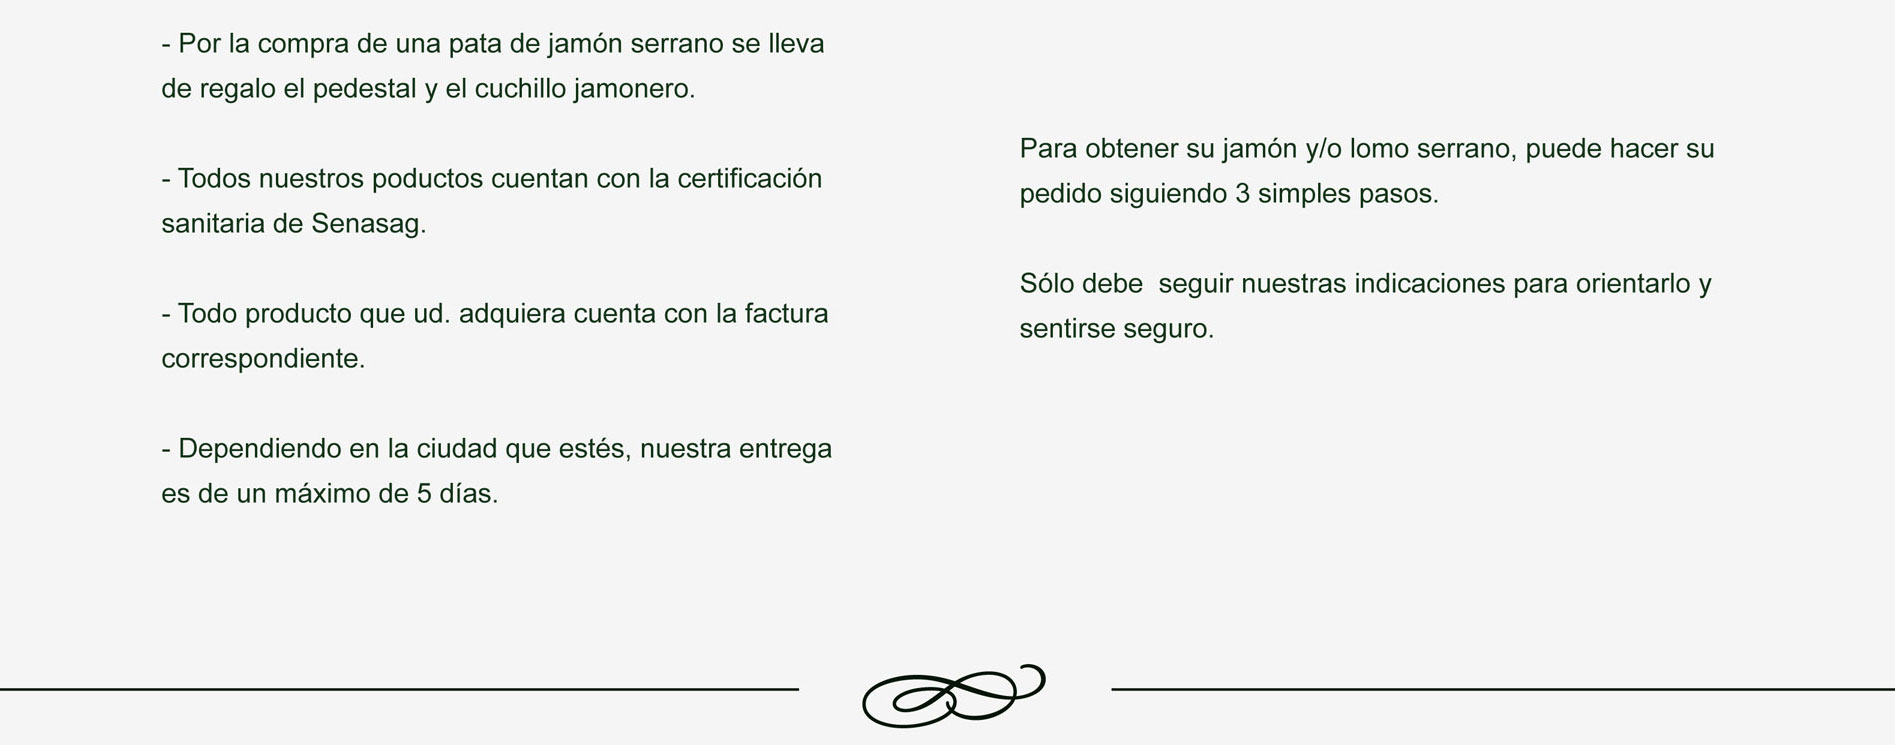 - Por la compra de una pata de jamón serrano se lleva
de regalo el pedestal y el cuchillo jamonero.
- Todos nuestros poductos cuentan con la certificación
sanitaria de Senasag.
- Todo producto que ud. adquiera cuenta con la factura
correspondiente.
- Dependiendo en la ciudad que estés, nuestra entrega
es de un máximo de 5 días.
Para obtener su jamón y/o lomo serrano, puede hacer su
pedido siguiendo 3 simples pasos.
Sólo debe  seguir nuestras indicaciones para orientarlo y
sentirse seguro.